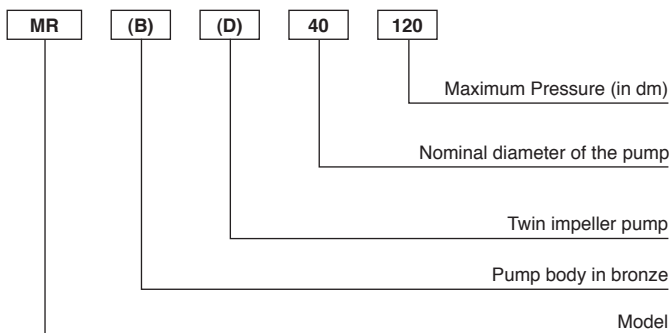 MR (B) (D) 40 120
Maximum Pressure (in dm)
Nominal diameter of the pump
Twin impeller pump
Pump body in bronze
Model